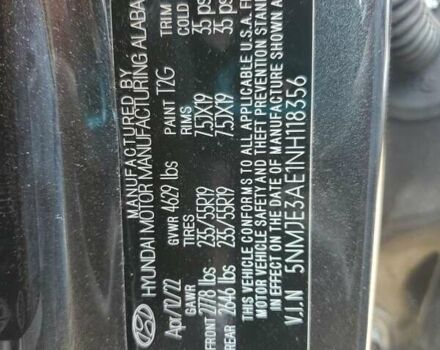 MANUFACTURED BY
HYUNDAI MOTOR MANUFACTURING ALABA
Apr/12/22 GVWR 4629 lbs PAINT T2G TRIM
GAWR TIRES RIMS COLD
FRONT 2778 lbs 235/55R19 7.5JX19 35 PS
REAR 2646 lbs 235/55R19 7.5JX19 35 PS
THIS VEHICLE CONFORMS TO ALL APPLICABLE U.S.A. F
MOTOR VEHICLE SAFETY AND THEFT PREVENTION STAN
IN EFFECT ON THE DATE OF MANUFACTURE SHOWN A
V.I.N 5NMJE3AE1NH118356